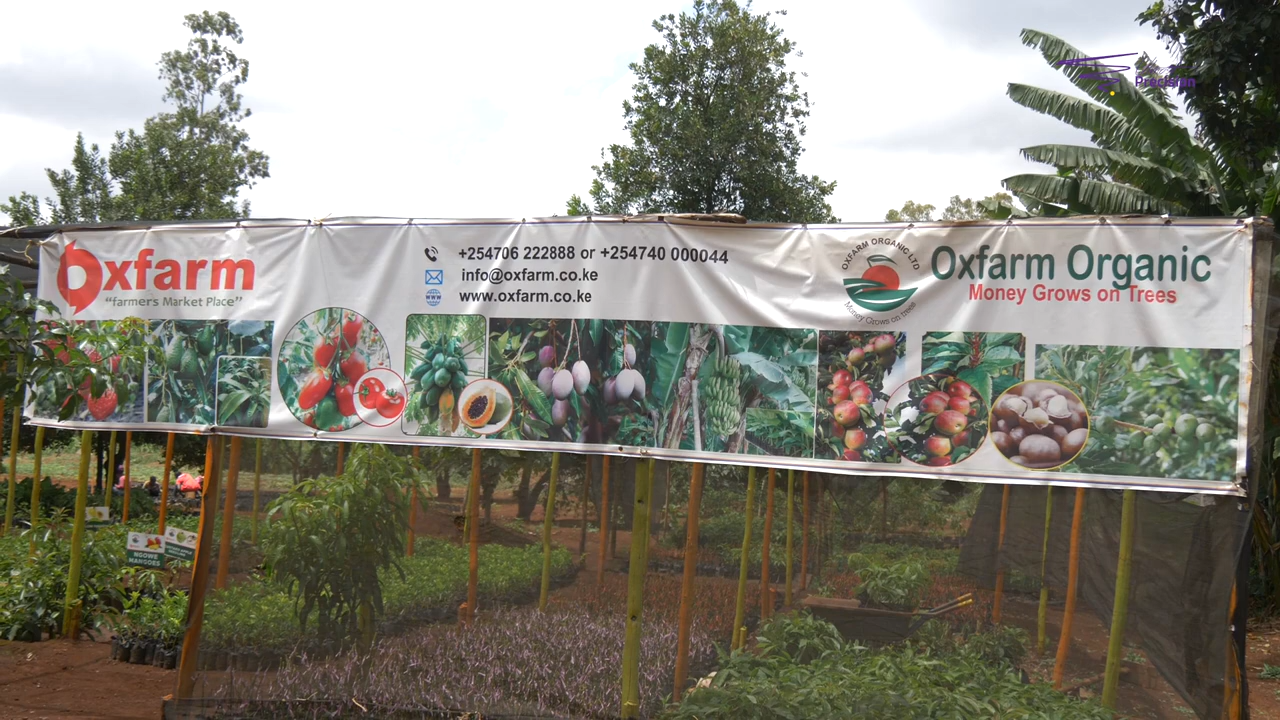 Precision
Oxfarm
"farmers Market Place"
+254706 222888 or +254740 000044
info@oxfarm.co.ke
www.oxfarm.co.ke
OXFARM ORGANIC LTD
Money Grows on trees
Oxfarm Organic
Money Grows on Trees
NGOWE
MANGOES